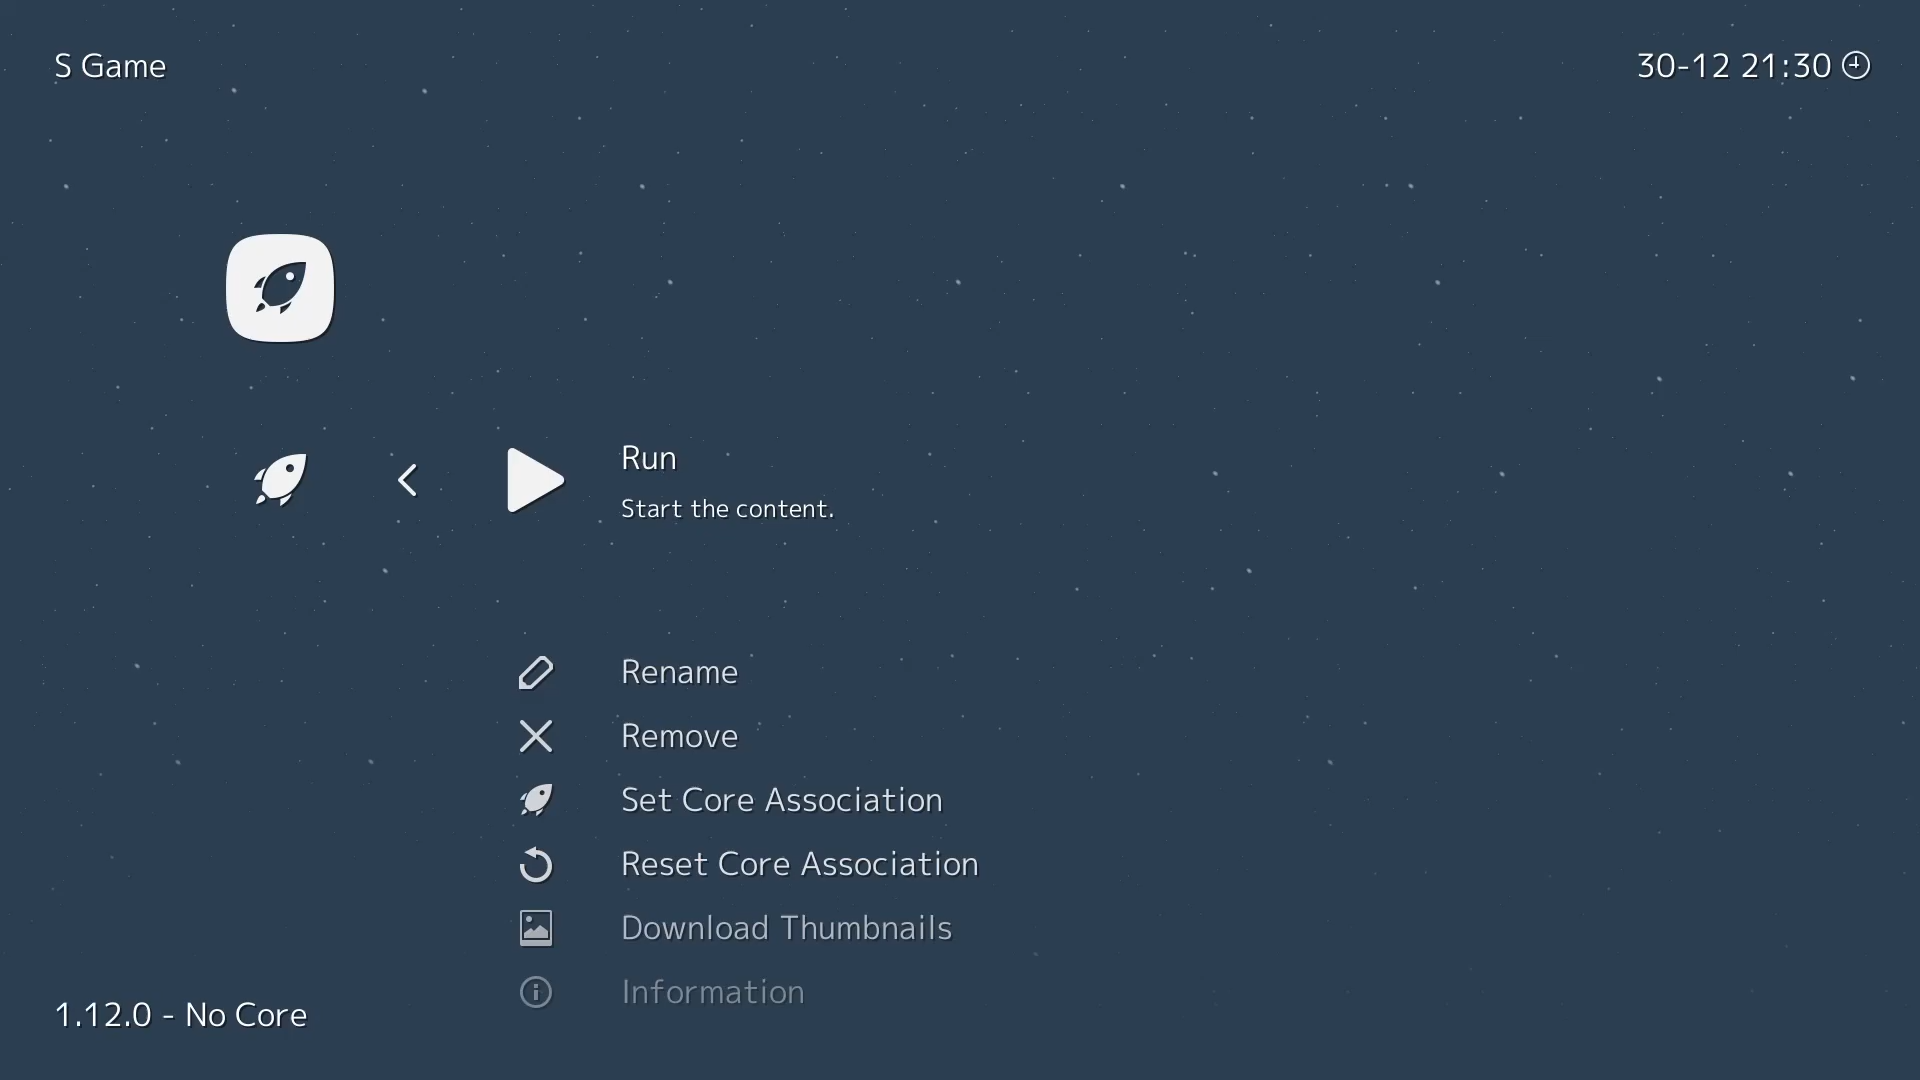 S Game
30-12 21:30
Run
Start the content.
Rename
Remove
Set Core Association
Reset Core Association
Download Thumbnails
Information
1.12.0 - No Core